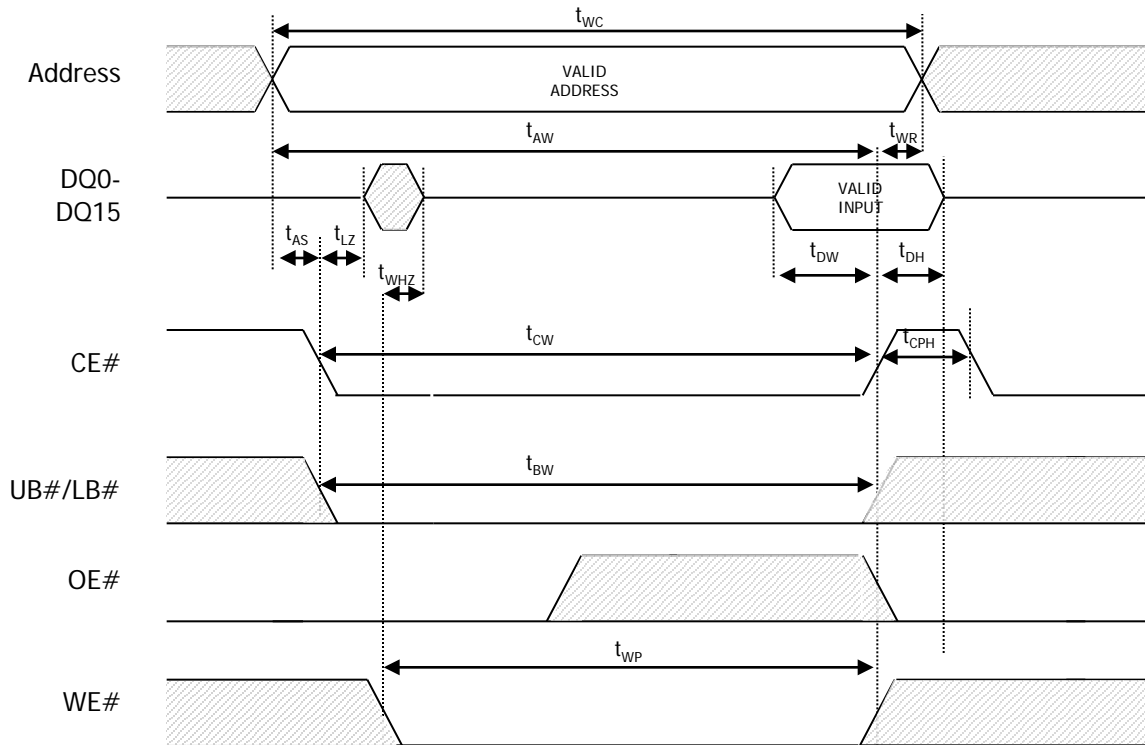 tWC
Address
VALID
ADDRESS
tAW
tWR
DQ0-
DQ15
VALID
INPUT
tAS
tLZ
tWHZ
tDW
tDH
CE#
tCW
tCPH
UB#/LB#
tBW
OE#
WE#
tWP